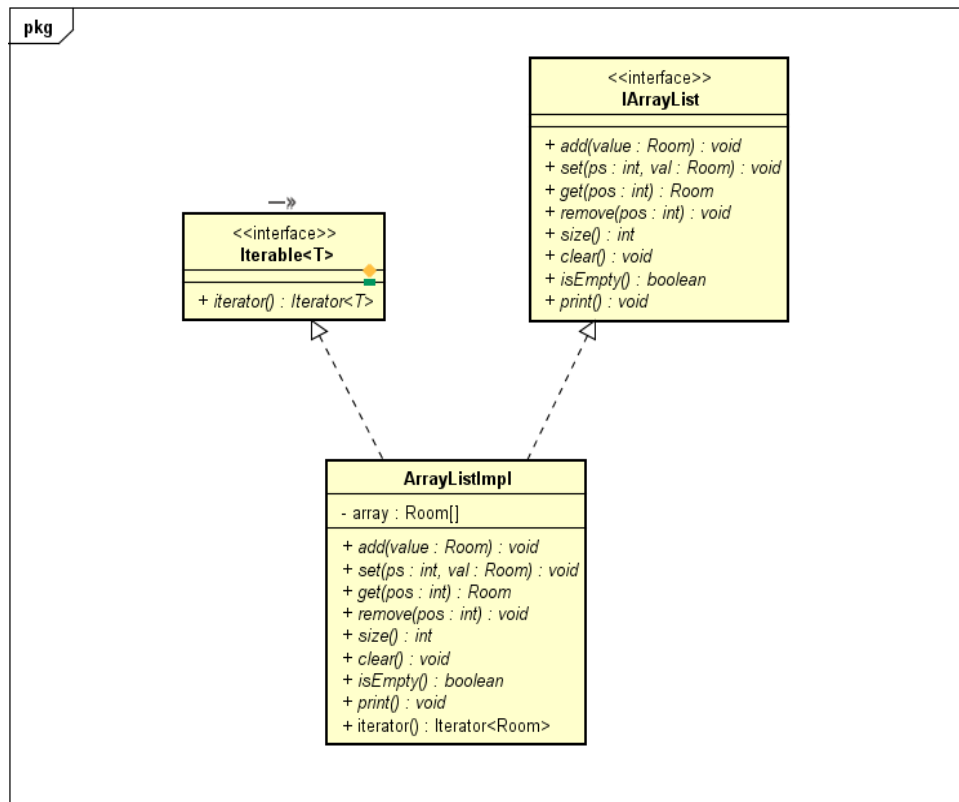 pkg
<<interface>>
IArrayList
+ add(value : Room) : void
+ set(ps : int, val : Room) : void
+ get(pos : int) : Room
+ remove(pos : int) : void
+ size() : int
+ clear() : void
+ isEmpty() : boolean
+ print() : void
<<interface>>
Iterable<T>
+ iterator() : Iterator<T>
ArrayListImpl
- array : Room[]
+ add(value : Room) : void
+ set(ps : int, val : Room) : void
+ get(pos : int) : Room
+ remove(pos : int) : void
+ size() : int
+ clear() : void
+ isEmpty() : boolean
+ print() : void
+ iterator() : Iterator<Room>